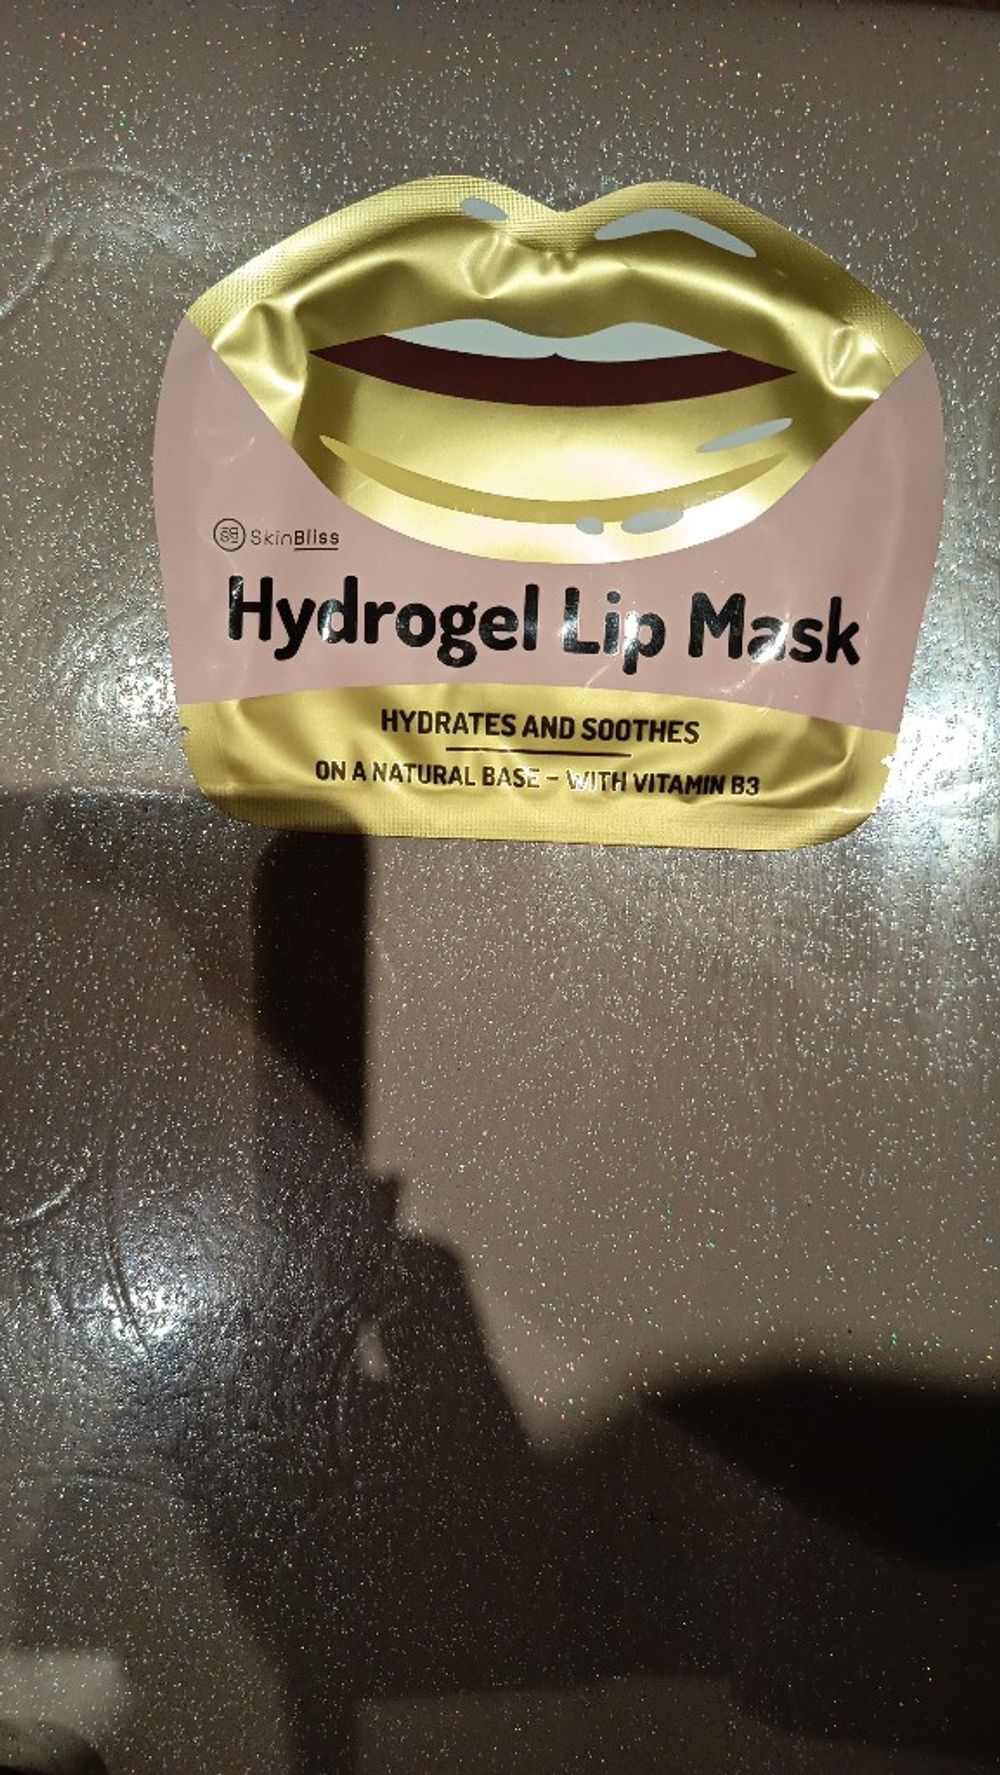 SkinBliss
Hydrogel Lip Mask
HYDRATES AND SOOTHES
ON A NATURAL BASE – WITH VITAMIN B3